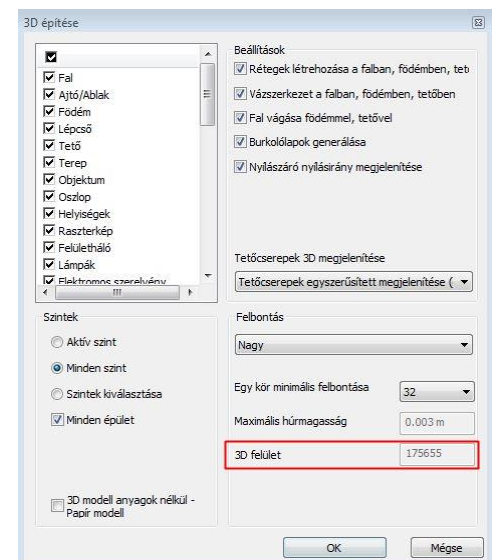 3D építése
Fal
Ajtó/Ablak
Födém
Lépcső
Tető
Terep
Objektum
Oszlop
Helyiségek
Raszterkép
Felületháló
Lámpák
Elektromos szerelvény
Beállítások
Rétegek létrehozása a falban, födémben, tet
Vázszerkezet a falban, födémben, tetőben
Fal vágása födémmel, tetővel
Burkolólapok generálása
Nyílászáró nyílásirány megjelenítése
Tetőcserepek 3D megjelenítése
Tetőcserepek egyszerűsített megjelenítése (
Szintek
Aktív szint
Minden szint
Szintek kiválasztása
Minden épület
3D modell anyagok nélkül -
Papír modell
Felbontás
Nagy
Egy kör minimális felbontása 32
Maximális húrmagasság 0.003 m
3D felület 175655
OK Mégse